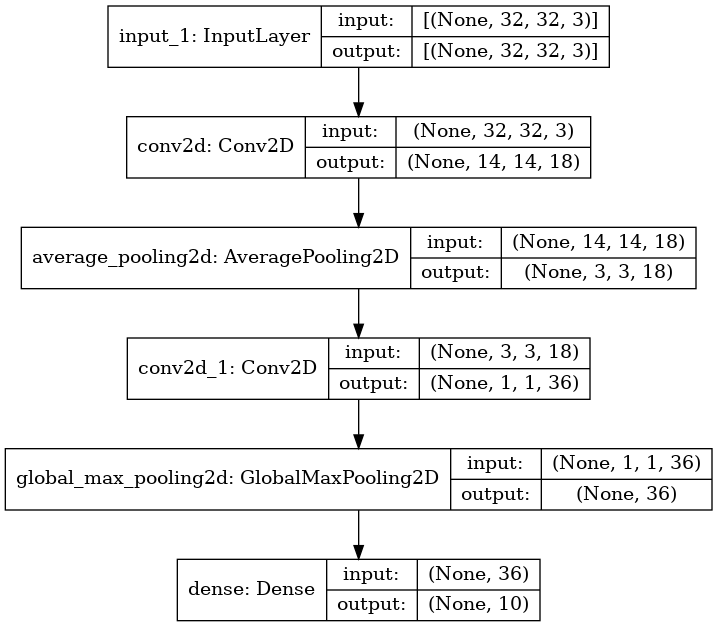 input_1: InputLayer
input:
[(None, 32, 32, 3)]
output:
[(None, 32, 32, 3)]
conv2d: Conv2D
input:
(None, 32, 32, 3)
output:
(None, 14, 14, 18)
average_pooling2d: AveragePooling2D
input:
(None, 14, 14, 18)
output:
(None, 3, 3, 18)
conv2d_1: Conv2D
input:
(None, 3, 3, 18)
output:
(None, 1, 1, 36)
global_max_pooling2d: GlobalMaxPooling2D
input:
(None, 1, 1, 36)
output:
(None, 36)
dense: Dense
input:
(None, 36)
output:
(None, 10)